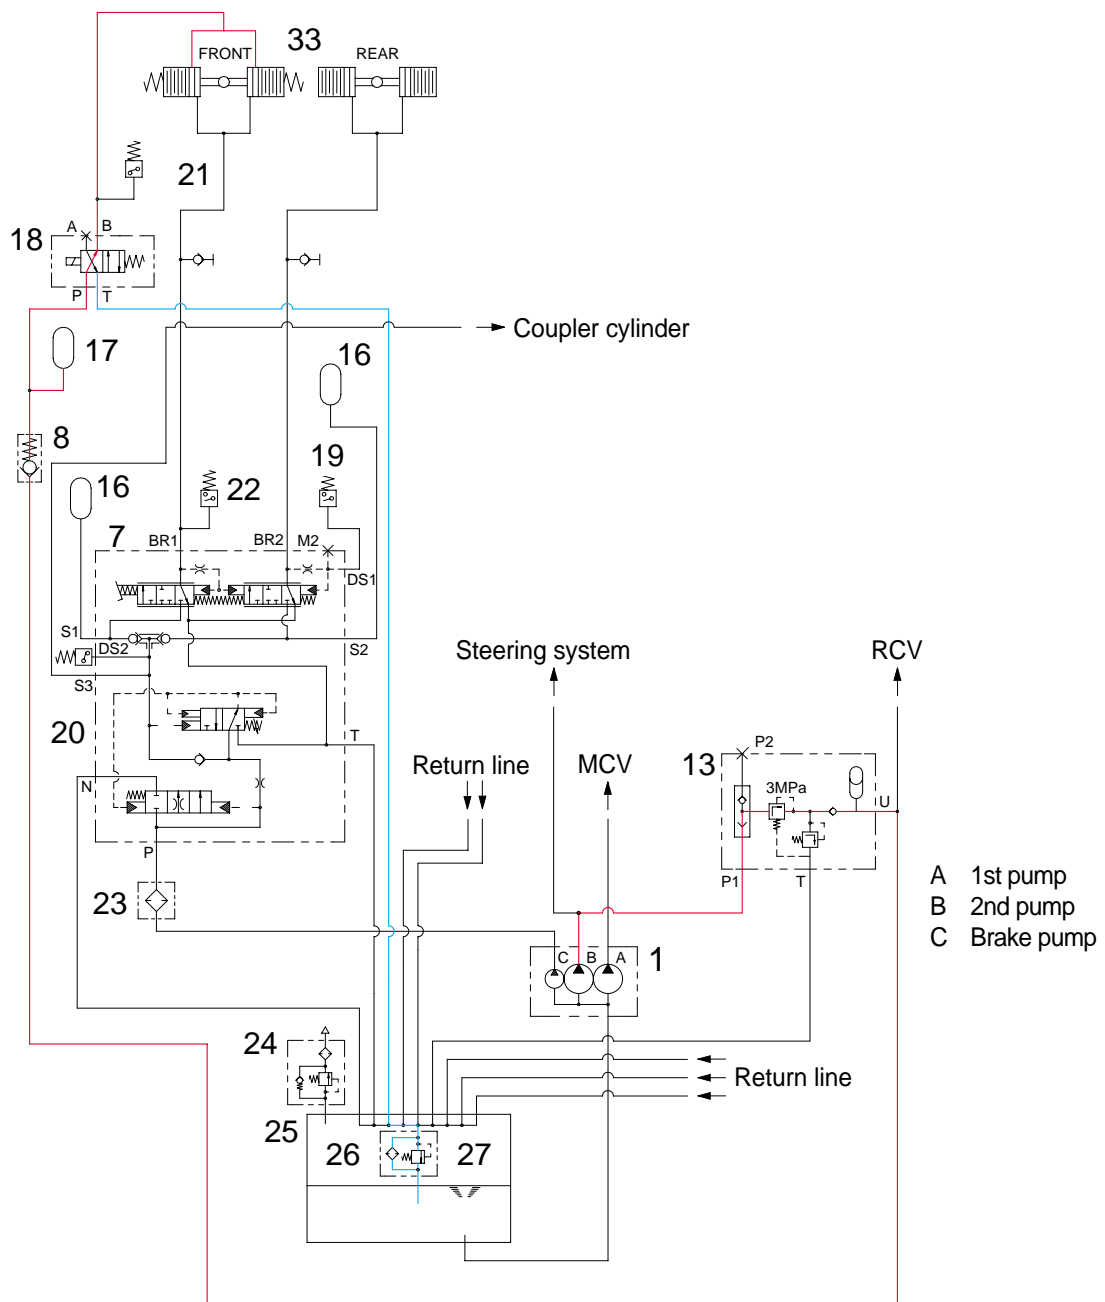 33
FRONT
REAR
21
A
B
18
P
T
Coupler cylinder
17
16
8
19
16
22
7
BR1
BR2
M2
DS1
S1
DS2
S2
S3
Steering system
RCV
20
T
N
Return line
MCV
13
P2
3MPa
U
P
P1
T
23
A 1st pump
B 2nd pump
C Brake pump
C
B
A
1
24
Return line
25
26
27